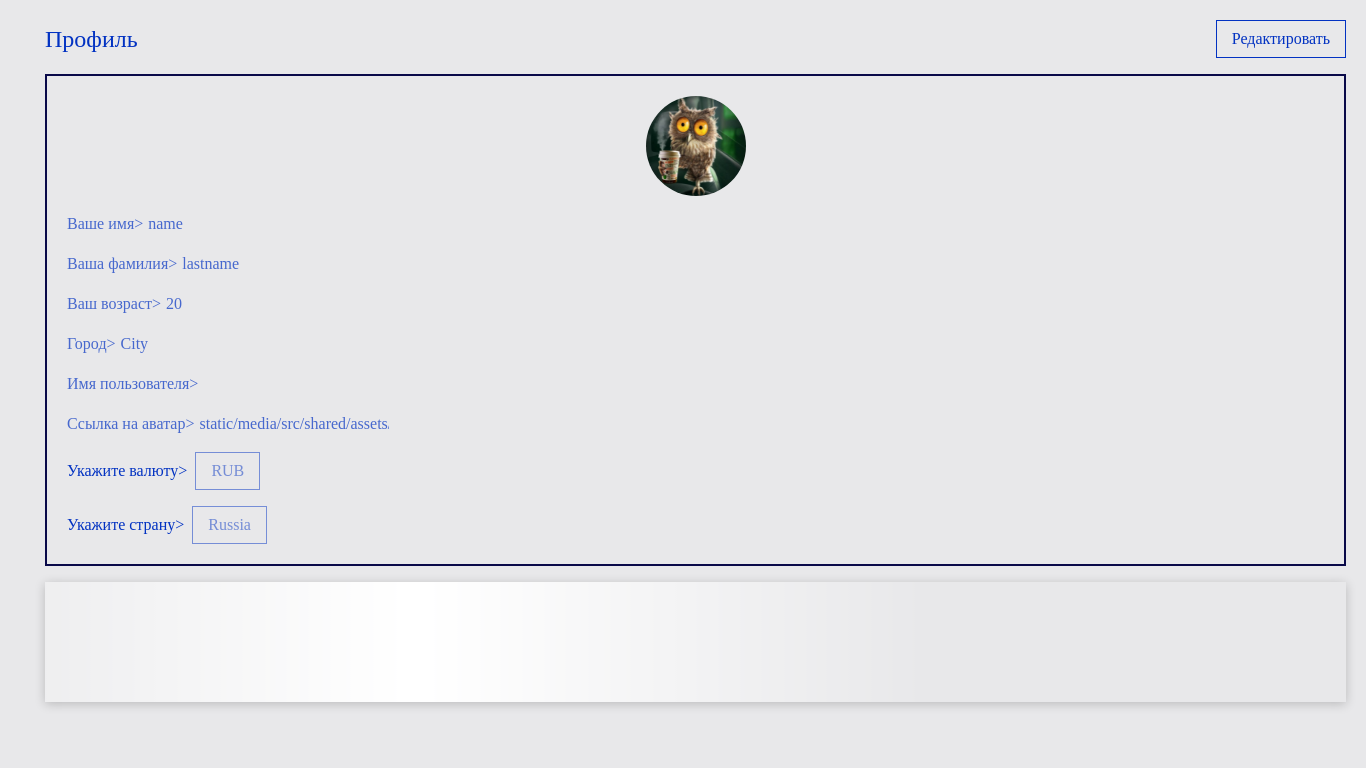 Профиль
Редактировать
Ваше имя> name
Ваша фамилия> lastname
Ваш возраст> 20
Город> City
Имя пользователя>
Ссылка на аватар> static/media/src/shared/assets
Укажите валюту> RUB
Укажите страну> Russia